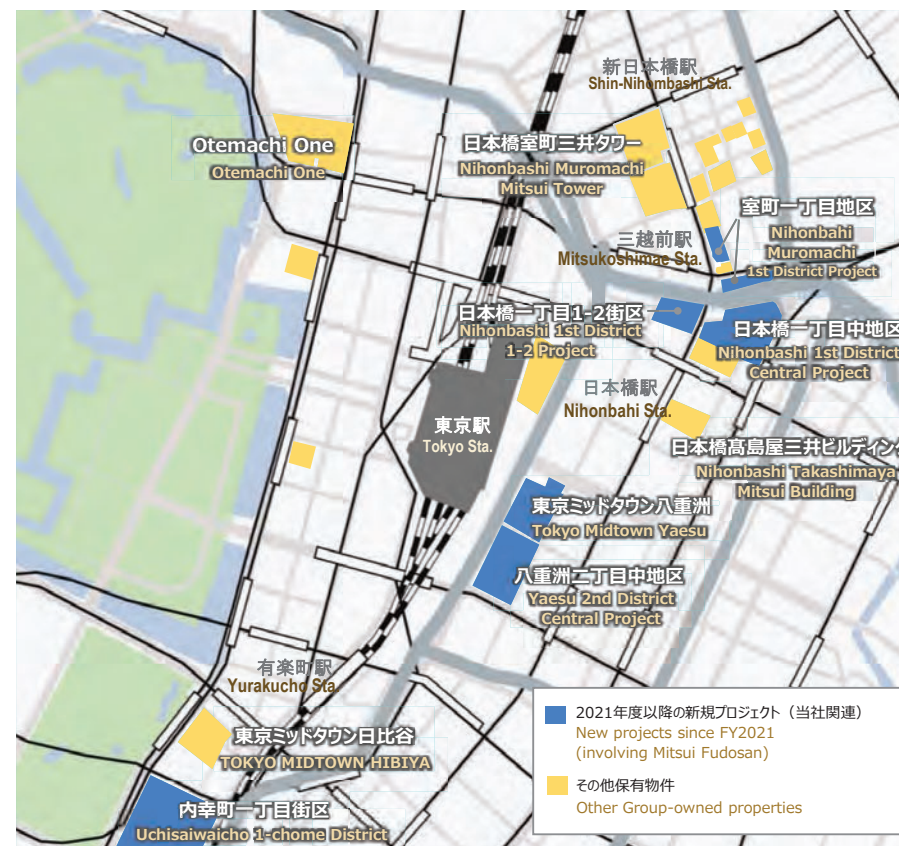 新日本橋駅
Shin-Nihombashi Sta.
Otemachi One
Otemachi One
日本橋室町三井タワー
Nihonbashi Muromachi
Mitsui Tower
室町一丁目地区
Nihonbahi
Muromachi
1st District Project
三越前駅
Mitsukoshimae Sta.
日本橋一丁目1-2街区
Nihonbashi 1st District
1-2 Project
日本橋一丁目中地区
Nihonbashi 1st District
Central Project
日本橋駅
Nihonbahi Sta.
東京駅
Tokyo Sta.
日本橋髙島屋三井ビルディング
Nihonbashi Takashimaya
Mitsui Building
東京ミッドタウン八重洲
Tokyo Midtown Yaesu
八重洲二丁目中地区
Yaesu 2nd District
Central Project
有楽町駅
Yurakucho Sta.
東京ミッドタウン日比谷
TOKYO MIDTOWN HIBIYA
内幸町一丁目街区
Uchisaiwaicho 1-chome District
2021年度以降の新規プロジェクト（当社関連）
New projects since FY2021
(involving Mitsui Fudosan)
その他保有物件
Other Group-owned properties